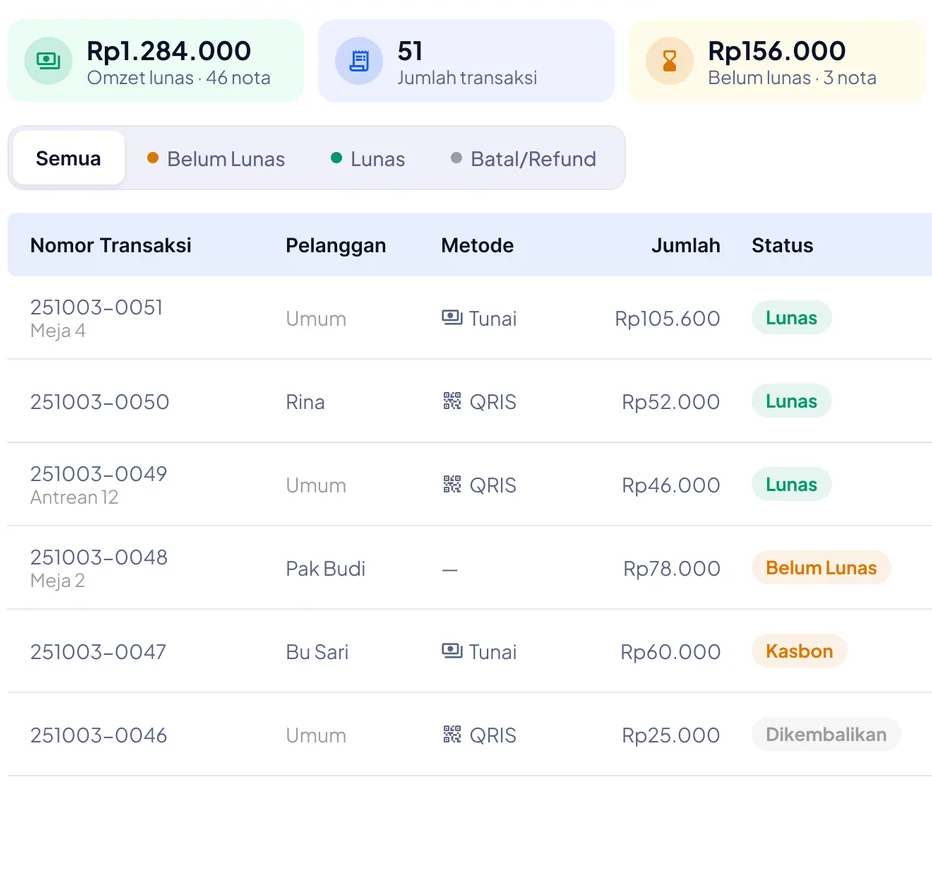 Rp1.284.000
Omzet lunas · 46 nota
51
Jumlah transaksi
Rp156.000
Belum lunas · 3 nota
Semua
Belum Lunas
Lunas
Batal/Refund
Nomor Transaksi Pelanggan Metode Jumlah Status
251003–0051
Meja 4
Umum Tunai Rp105.600 Lunas
251003–0050 Rina QRIS Rp52.000 Lunas
251003–0049
Antrean 12
Umum QRIS Rp46.000 Lunas
251003–0048
Meja 2
Pak Budi — Rp78.000 Belum Lunas
251003–0047 Bu Sari Tunai Rp60.000 Kasbon
251003–0046 Umum QRIS Rp25.000 Dikembalikan